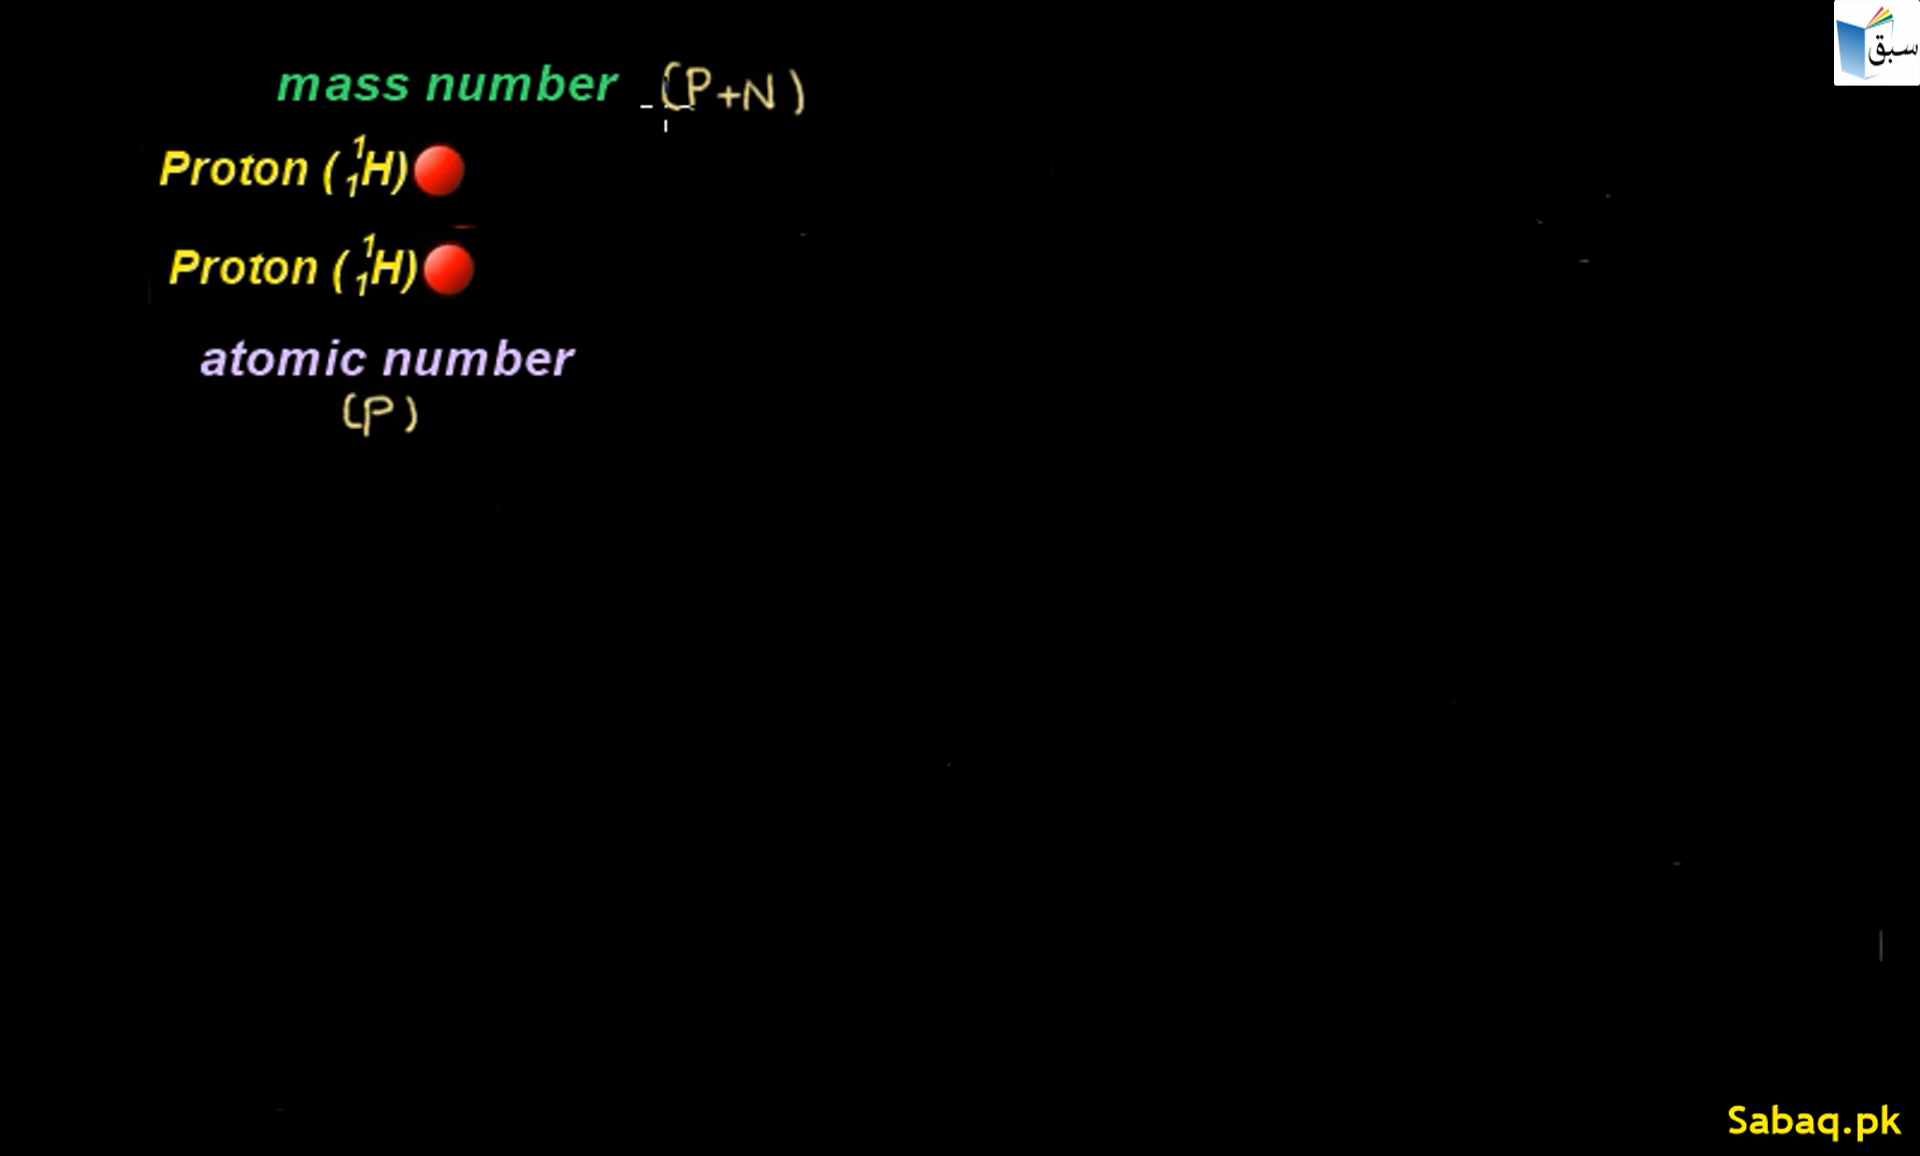 سبق
mass number (P+N)
Proton (¹₁H)
Proton (¹₁H)
atomic number
(P)
Sabaq.pk